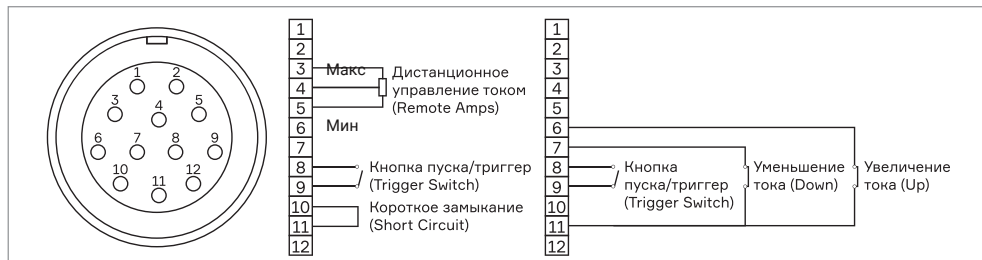 1 2
3 4 5
6 7 8 9
10 11 12
1
2
3
4
5
6
7
8
9
10
11
12
Макс
Мин
Дистанционное
управление током
(Remote Amps)
Кнопка пуска/триггер
(Trigger Switch)
Короткое замыкание
(Short Circuit)
1
2
3
4
5
6
7
8
9
10
11
12
Кнопка
пуска/триггер
(Trigger Switch)
Уменьшение
тока (Down)
Увеличение
тока (Up)